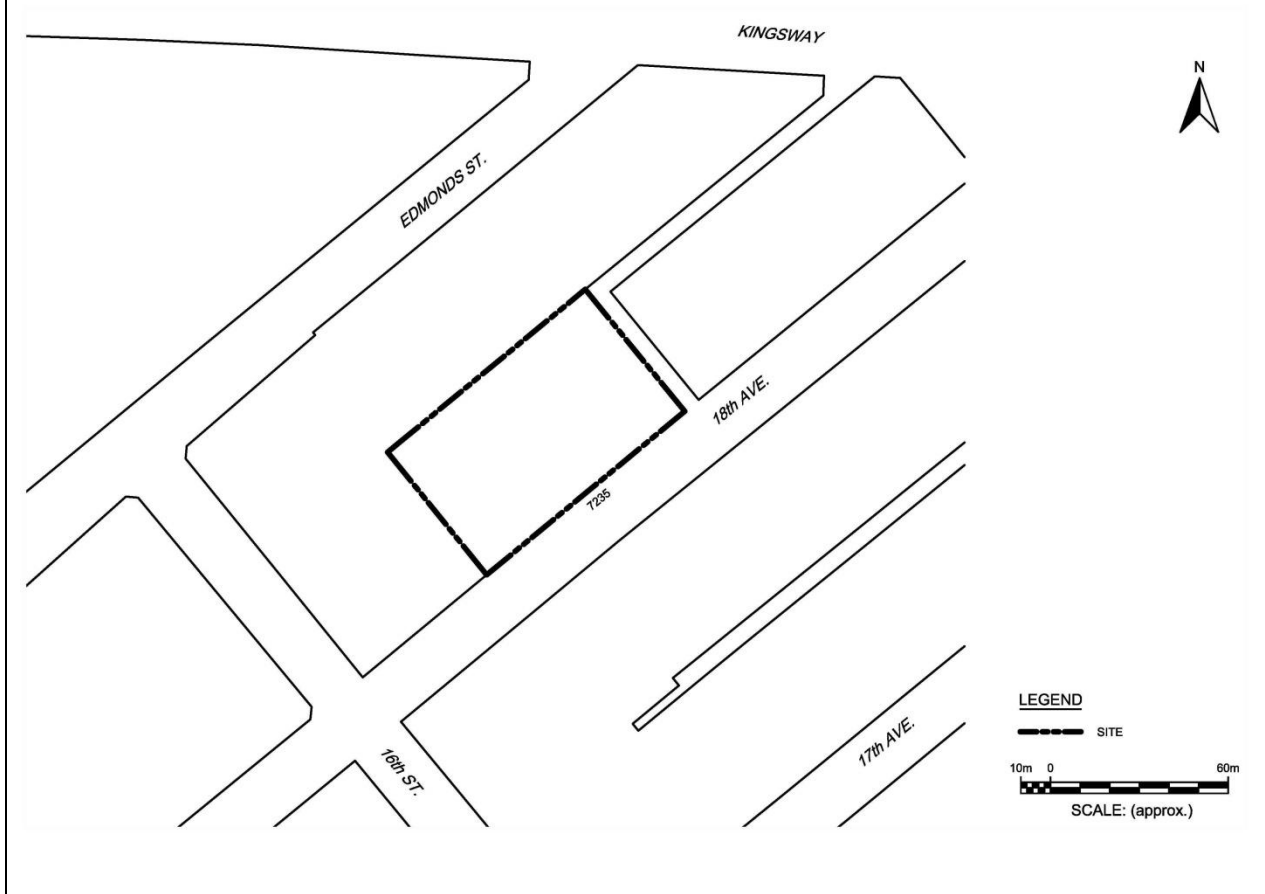 KINGSWAY
N
EDMONDS ST.
18th AVE.
7235
16th ST.
17th AVE.
LEGEND
SITE
10m 0 60m
SCALE: (approx.)